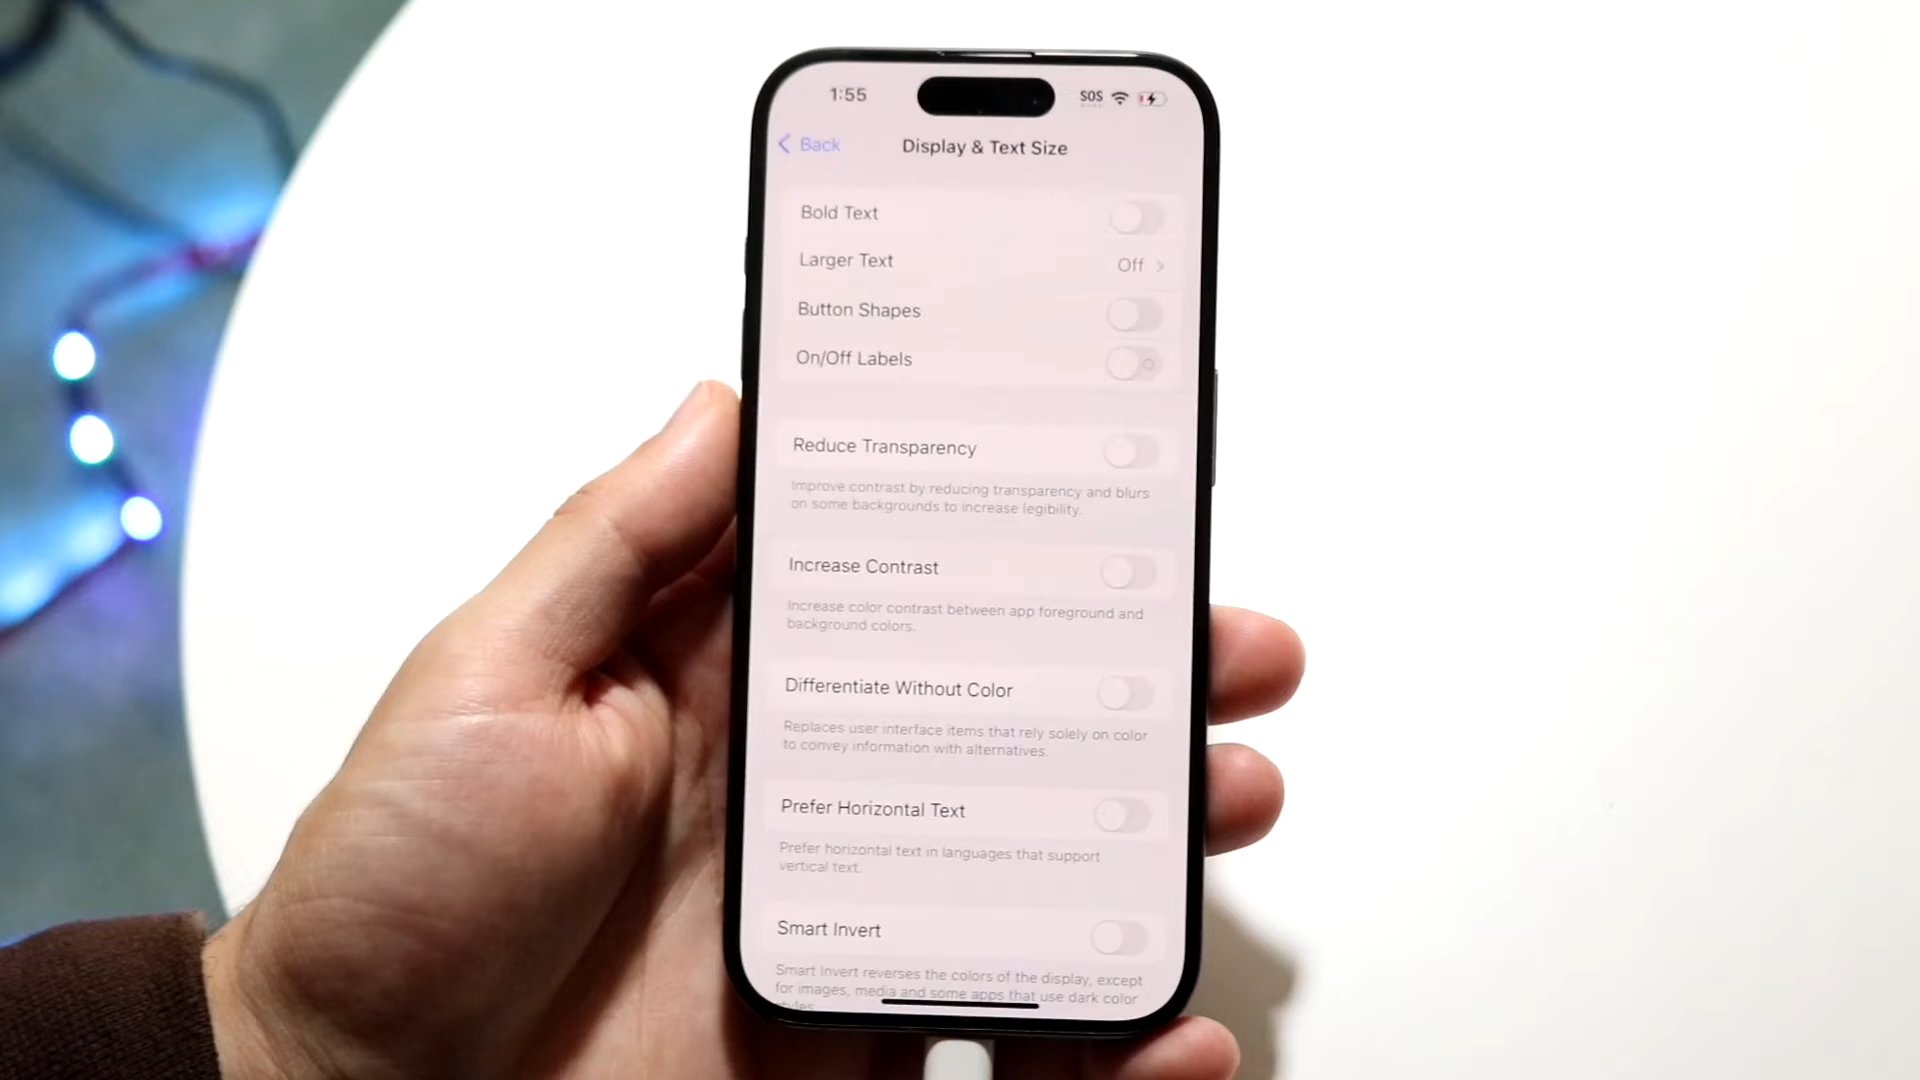 1:55
SOS
Back
Display & Text Size
Bold Text
Larger Text Off
Button Shapes
On/Off Labels
Reduce Transparency
Improve contrast by reducing transparency and blurs
on some backgrounds to increase legibility.
Increase Contrast
Increase color contrast between app foreground and
background colors.
Differentiate Without Color
Replaces user interface items that rely solely on color
to convey information with alternatives.
Prefer Horizontal Text
Prefer horizontal text in languages that support
vertical text.
Smart Invert
Smart Invert reverses the colors of the display, except
for images, media and some apps that use dark color
styles.